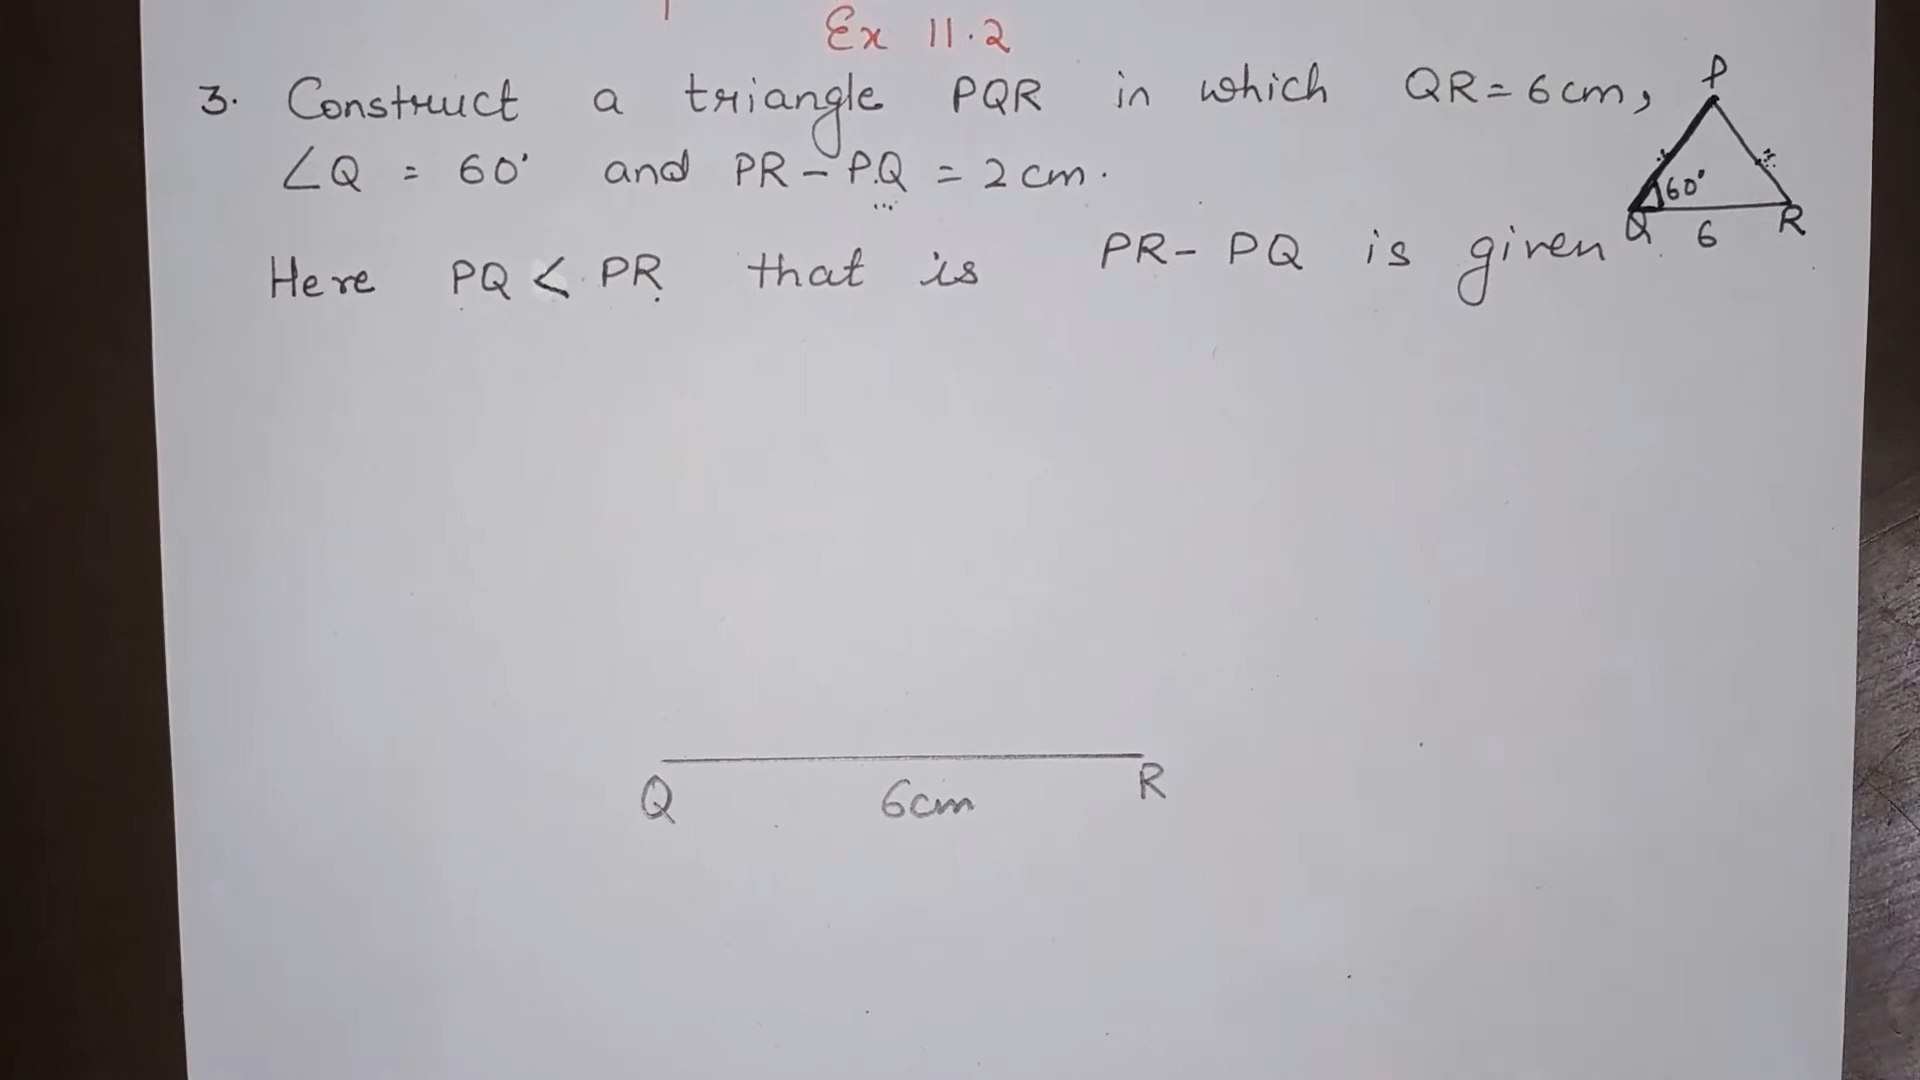 Ex 11.2
3. Construct a triangle PQR in which QR = 6 cm,
∠Q = 60° and PR - PQ = 2 cm.
Here PQ < PR that is PR - PQ is given
P
60°
Q 6 R
Q 6cm R